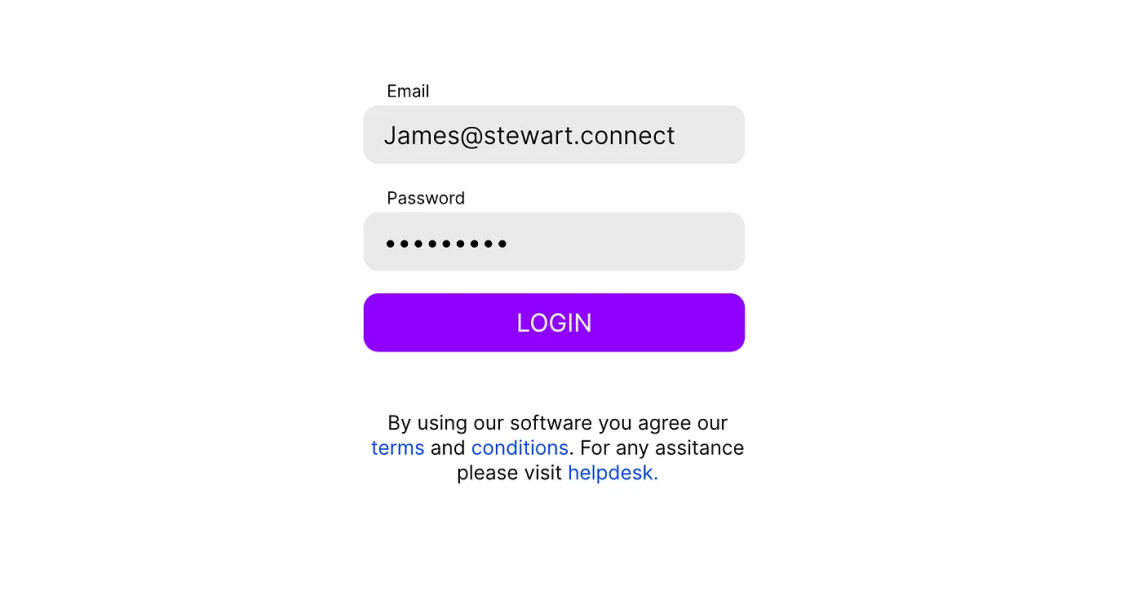 Email
James@stewart.connect
Password
•••••••••
LOGIN
By using our software you agree our
terms and conditions. For any assitance
please visit helpdesk.